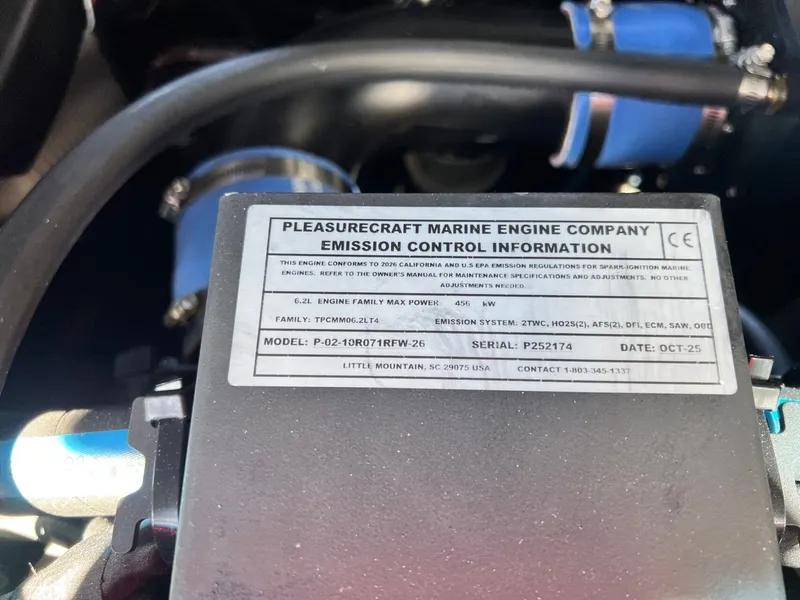 PLEASURECRAFT MARINE ENGINE COMPANY
EMISSION CONTROL INFORMATION
CE
THIS ENGINE CONFORMS TO 2026 CALIFORNIA AND U.S EPA EMISSION REGULATIONS FOR SPARK-IGNITION MARINE
ENGINES. REFER TO THE OWNER'S MANUAL FOR MAINTENANCE SPECIFICATIONS AND ADJUSTMENTS. NO OTHER
ADJUSTMENTS NEEDED.
6.2L ENGINE FAMILY MAX POWER 456 kW
FAMILY: TPCMM06.2LT4 EMISSION SYSTEM: 2TWC, HO2S(2), AFS(2), DFI, ECM, SAW, OBD
MODEL: P-02-10R071RFW-26 SERIAL: P252174 DATE: OCT-25
LITTLE MOUNTAIN, SC 29075 USA CONTACT 1-803-345-1337